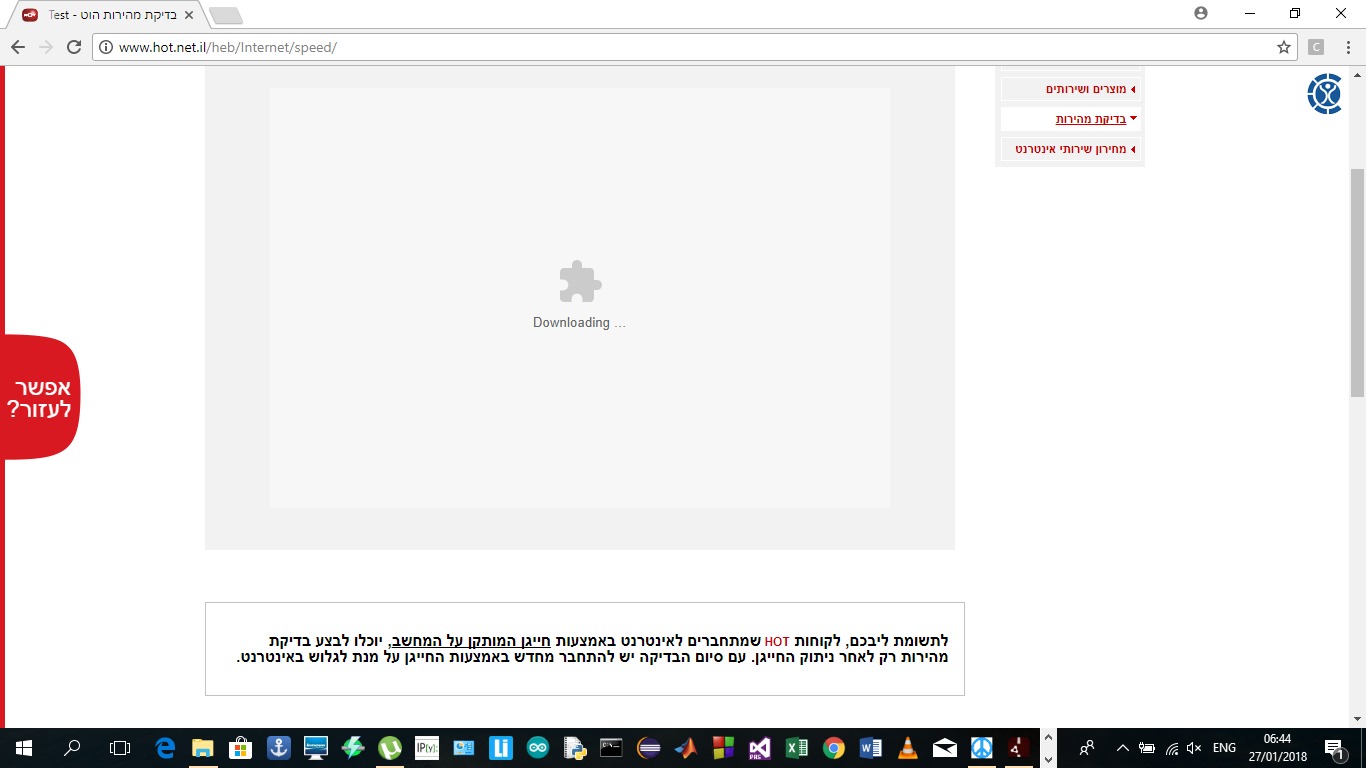 בדיקת מהירות הוט - Test
www.hot.net.il/heb/Internet/speed/
C
מוצרים ושירותים
בדיקת מהירות
מחירון שירותי אינטרנט
Downloading ...
אפשר
לעזור?
לתשומת ליבכם, לקוחות HOT שמתחברים לאינטרנט באמצעות חייגן המותקן על המחשב, יוכלו לבצע בדיקת
מהירות רק לאחר ניתוק החייגן. עם סיום הבדיקה יש להתחבר מחדש באמצעות החייגן על מנת לגלוש באינטרנט.
IP(y):
Li
ENG
06:44
27/01/2018
1